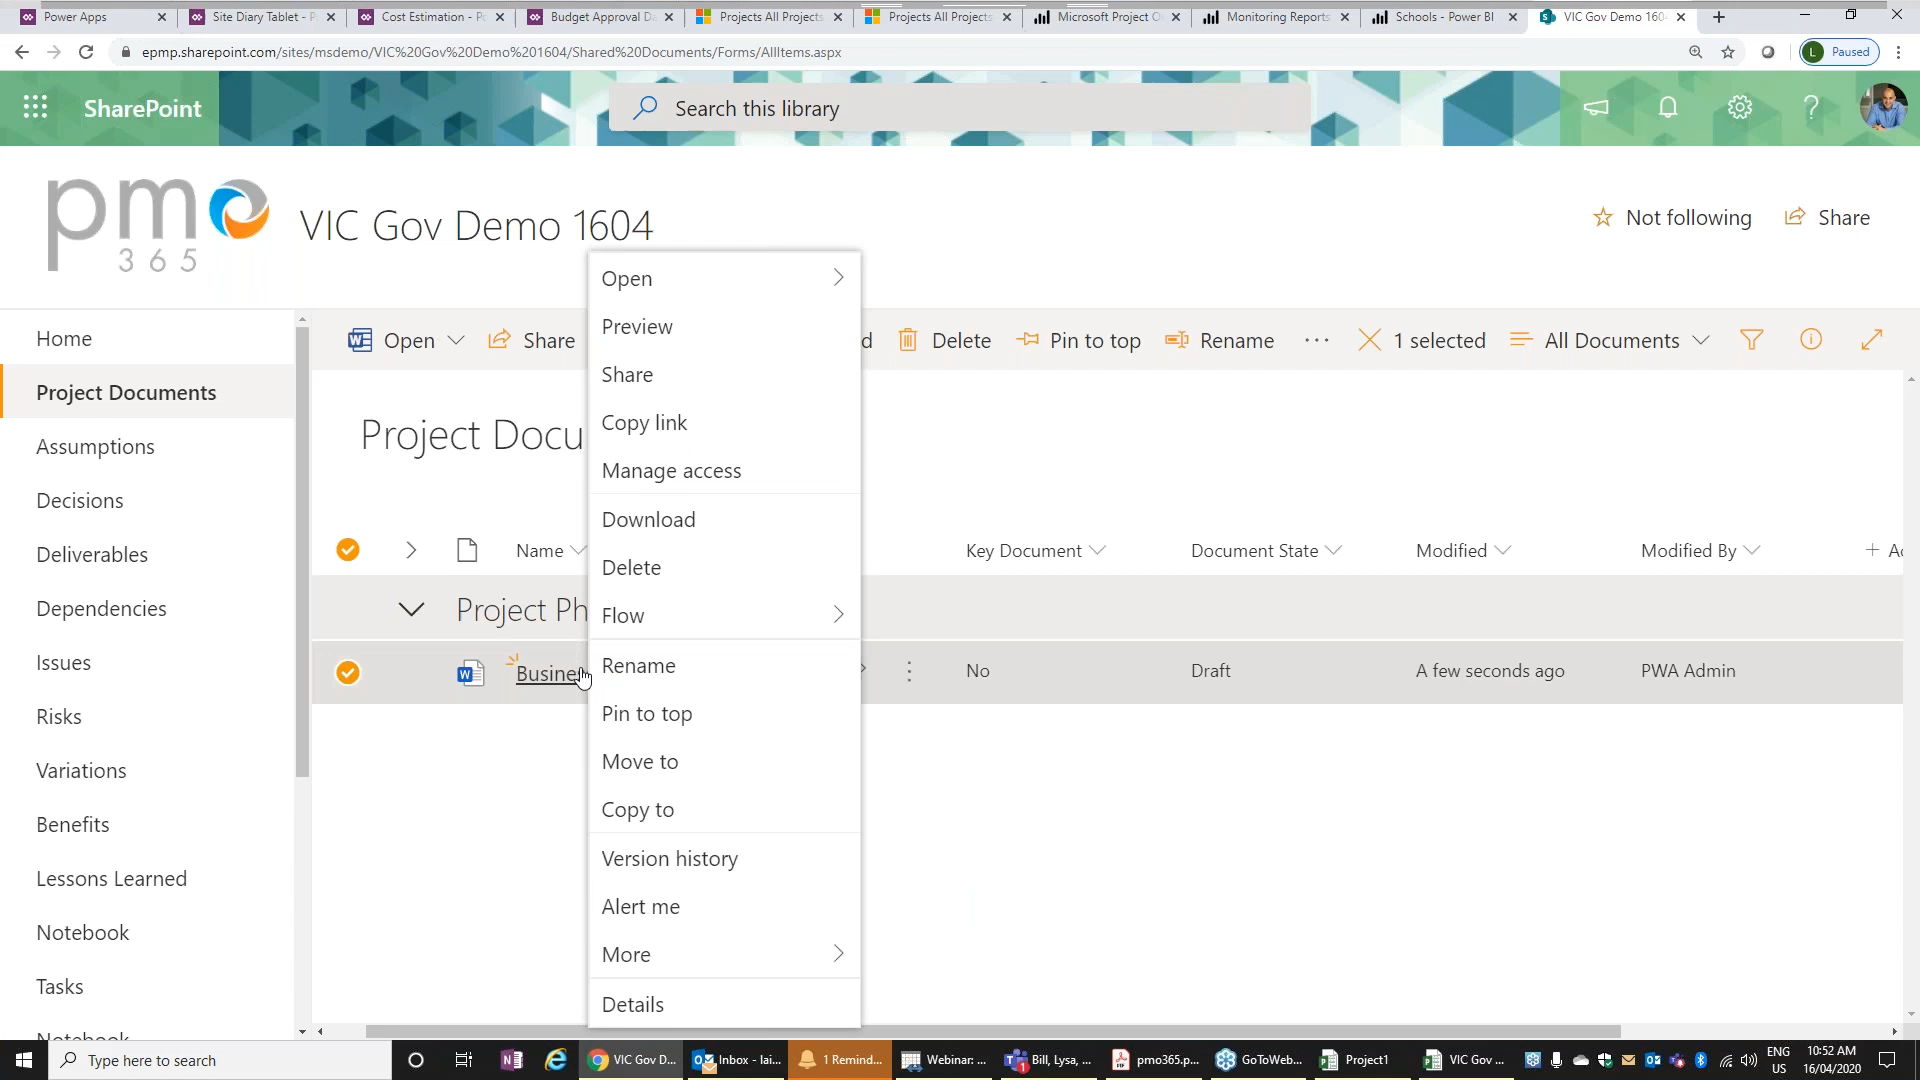 Power Apps
Site Diary Tablet - P
Cost Estimation - Po
Budget Approval Da
Projects All Projects
Projects All Projects
Microsoft Project O
Monitoring Reports
Schools - Power BI
VIC Gov Demo 160
epmp.sharepoint.com/sites/msdemo/VIC%20Gov%20Demo%201604/Shared%20Documents/Forms/AllItems.aspx
L Paused
SharePoint
Search this library
pmo 365
VIC Gov Demo 1604
Not following
Share
Home
Project Documents
Assumptions
Decisions
Deliverables
Dependencies
Issues
Risks
Variations
Benefits
Lessons Learned
Notebook
Tasks
Notebook
Open
Share
d
Delete
Pin to top
Rename
1 selected
All Documents
Project Docu
Name
Key Document
Document State
Modified
Modified By
+ Ad
Project Ph
Busines
No
Draft
A few seconds ago
PWA Admin
Open
Preview
Share
Copy link
Manage access
Download
Delete
Flow
Rename
Pin to top
Move to
Copy to
Version history
Alert me
More
Details
Type here to search
VIC Gov D...
Inbox - lai...
1 Remind...
Webinar: ...
Bill, Lysa, ...
pmo365.p...
GoToWeb...
Project1
VIC Gov ...
ENG
US
10:52 AM
16/04/2020